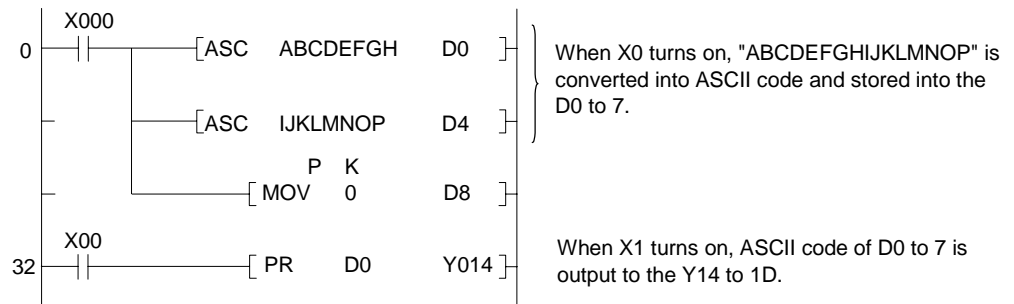 X000
0 [ASC ABCDEFGH D0 ]
When X0 turns on, "ABCDEFGHIJKLMNOP" is
converted into ASCII code and stored into the
D0 to 7.
[ASC IJKLMNOP D4 ]
P K
[ MOV 0 D8 ]
X00
32 [ PR D0 Y014 ]
When X1 turns on, ASCII code of D0 to 7 is
output to the Y14 to 1D.